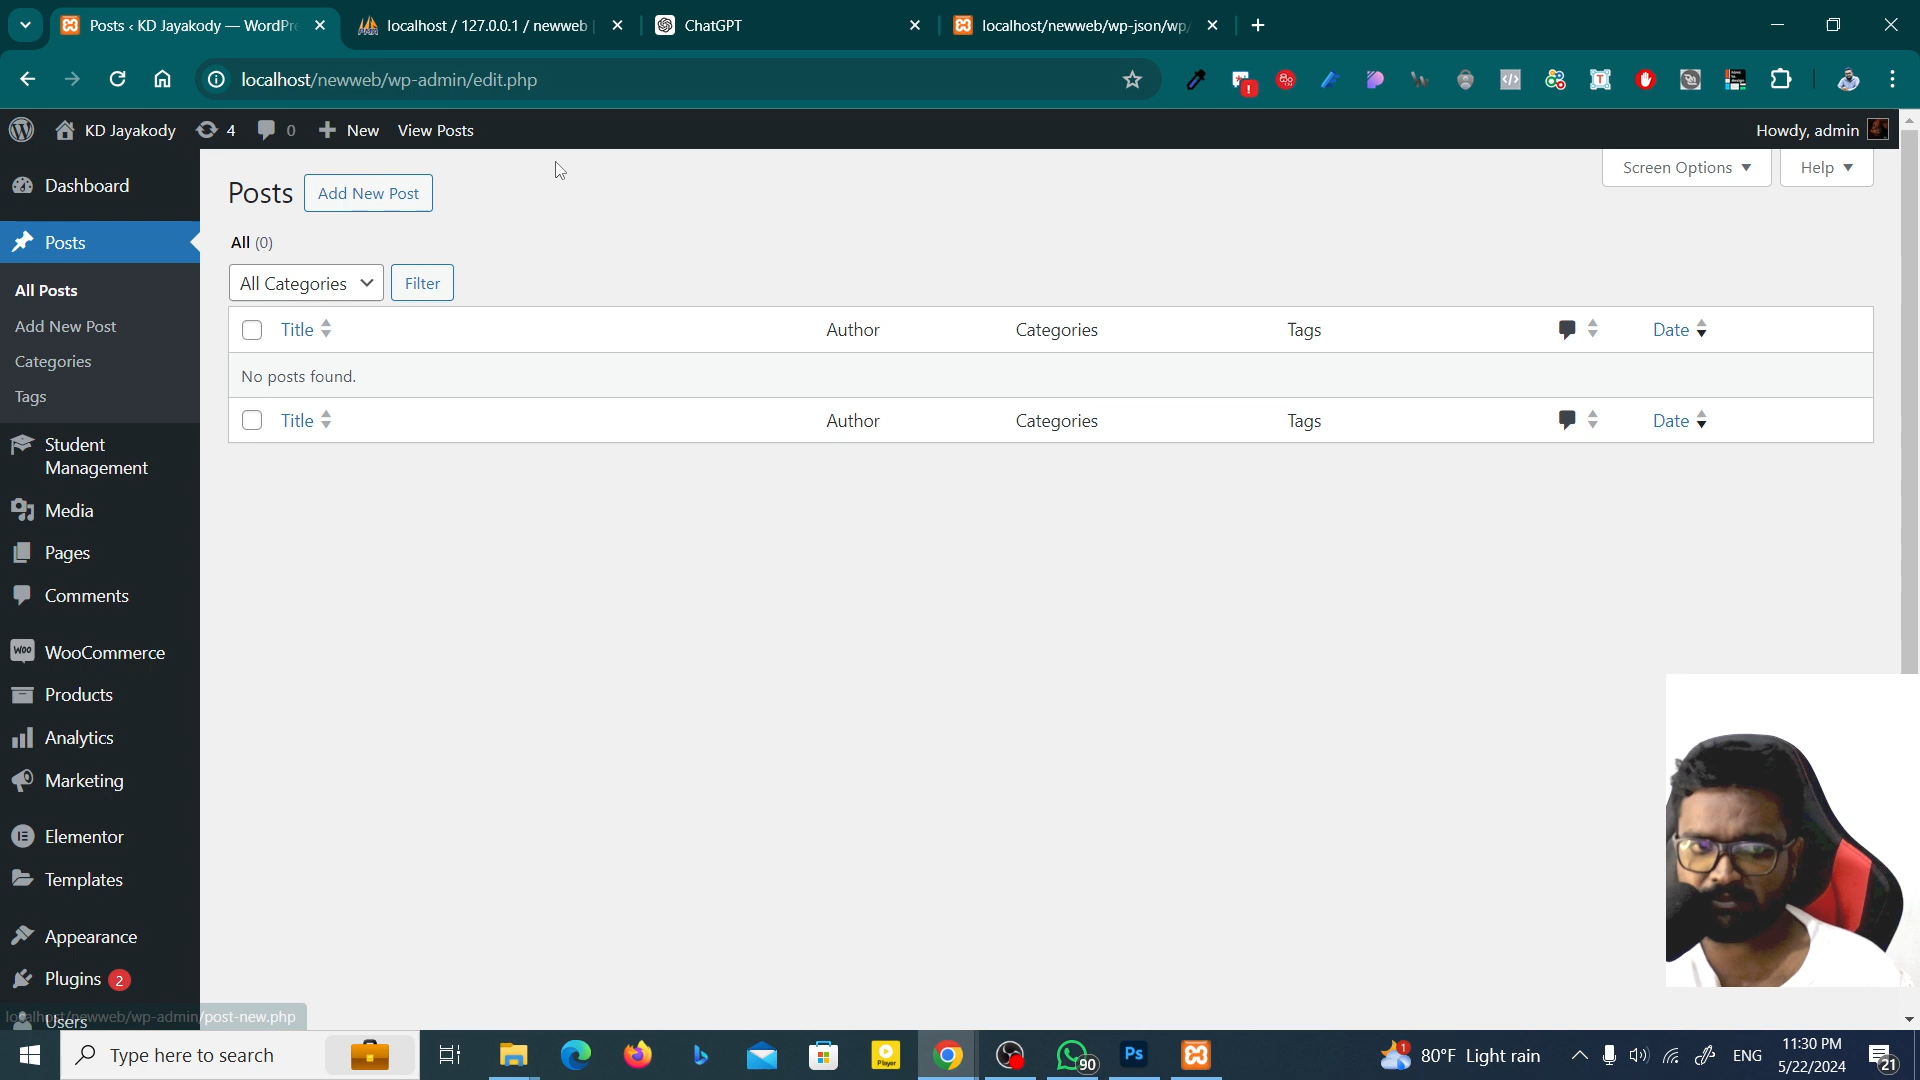 Posts ‹ KD Jayakody — WordPre
localhost / 127.0.0.1 / newweb
ChatGPT
localhost/newweb/wp-json/wp/
localhost/newweb/wp-admin/edit.php
KD Jayakody
4
0
New
View Posts
Howdy, admin
Dashboard
Posts
All Posts
Add New Post
Categories
Tags
Student
Management
Media
Pages
Comments
Woo
WooCommerce
Products
Analytics
Marketing
Elementor
Templates
Appearance
Plugins 2
Users
localhost/newweb/wp-admin/post-new.php
Posts
Add New Post
Screen Options
Help
All (0)
All Categories
Filter
Title
Author
Categories
Tags
Date
No posts found.
Title
Author
Categories
Tags
Date
Type here to search
Player
90
Ps
1
80°F Light rain
ENG
11:30 PM
5/22/2024
21